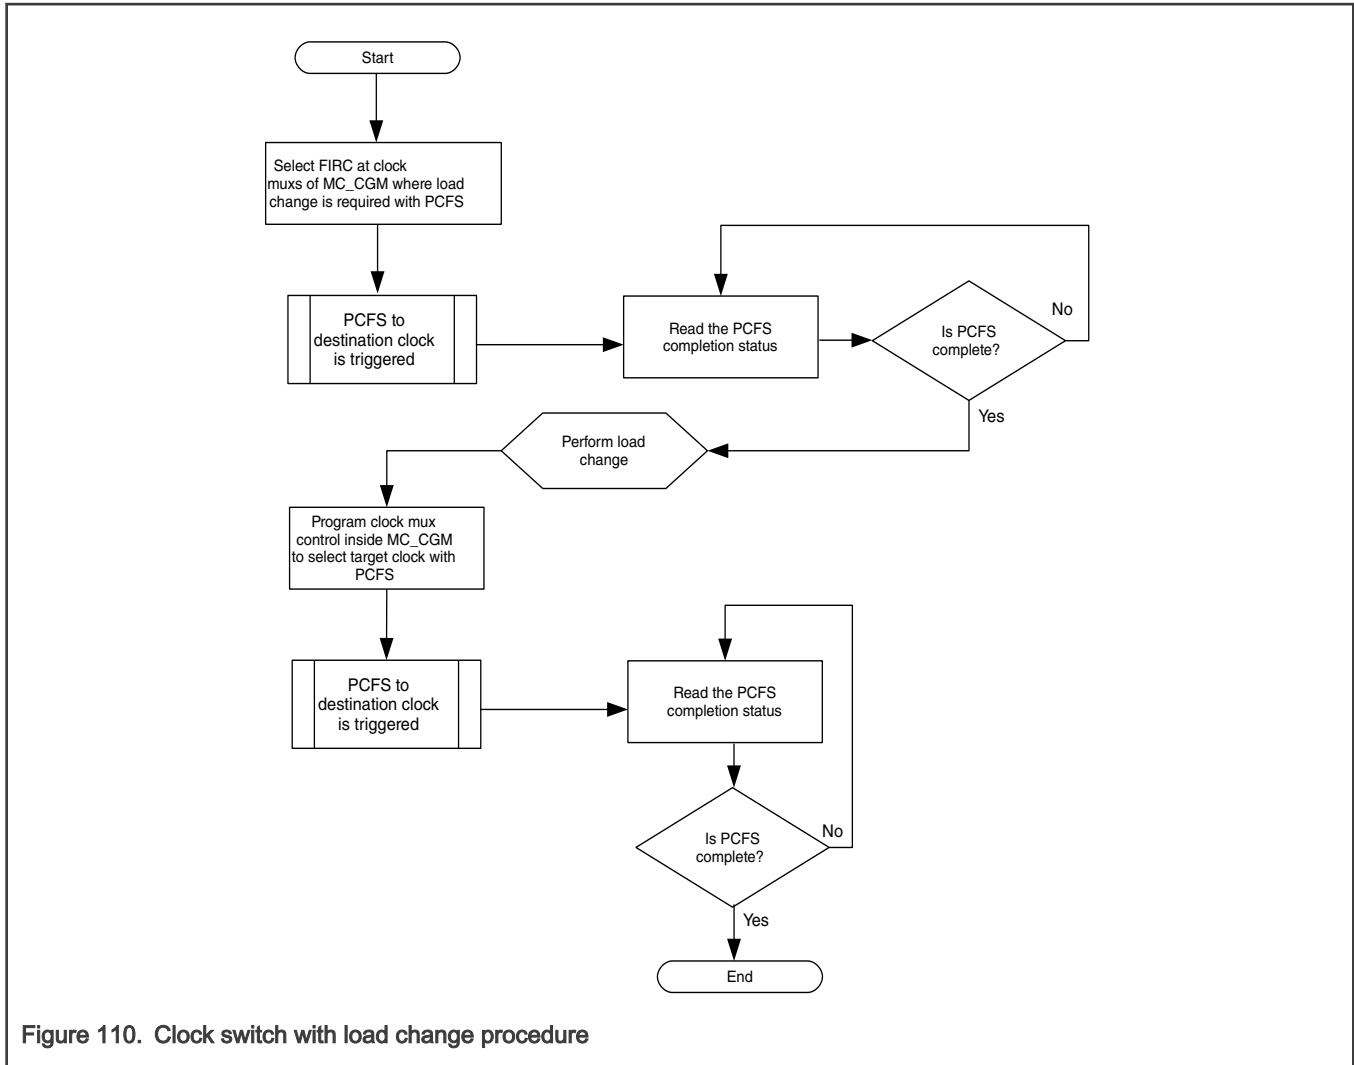 Start
Select FIRC at clock
muxs of MC_CGM where load
change is required with PCFS
PCFS to
destination clock
is triggered
Read the PCFS
completion status
Is PCFS
complete?
No
Yes
Perform load
change
Program clock mux
control inside MC_CGM
to select target clock with
PCFS
PCFS to
destination clock
is triggered
Read the PCFS
completion status
Is PCFS
complete?
No
Yes
End
Figure 110. Clock switch with load change procedure